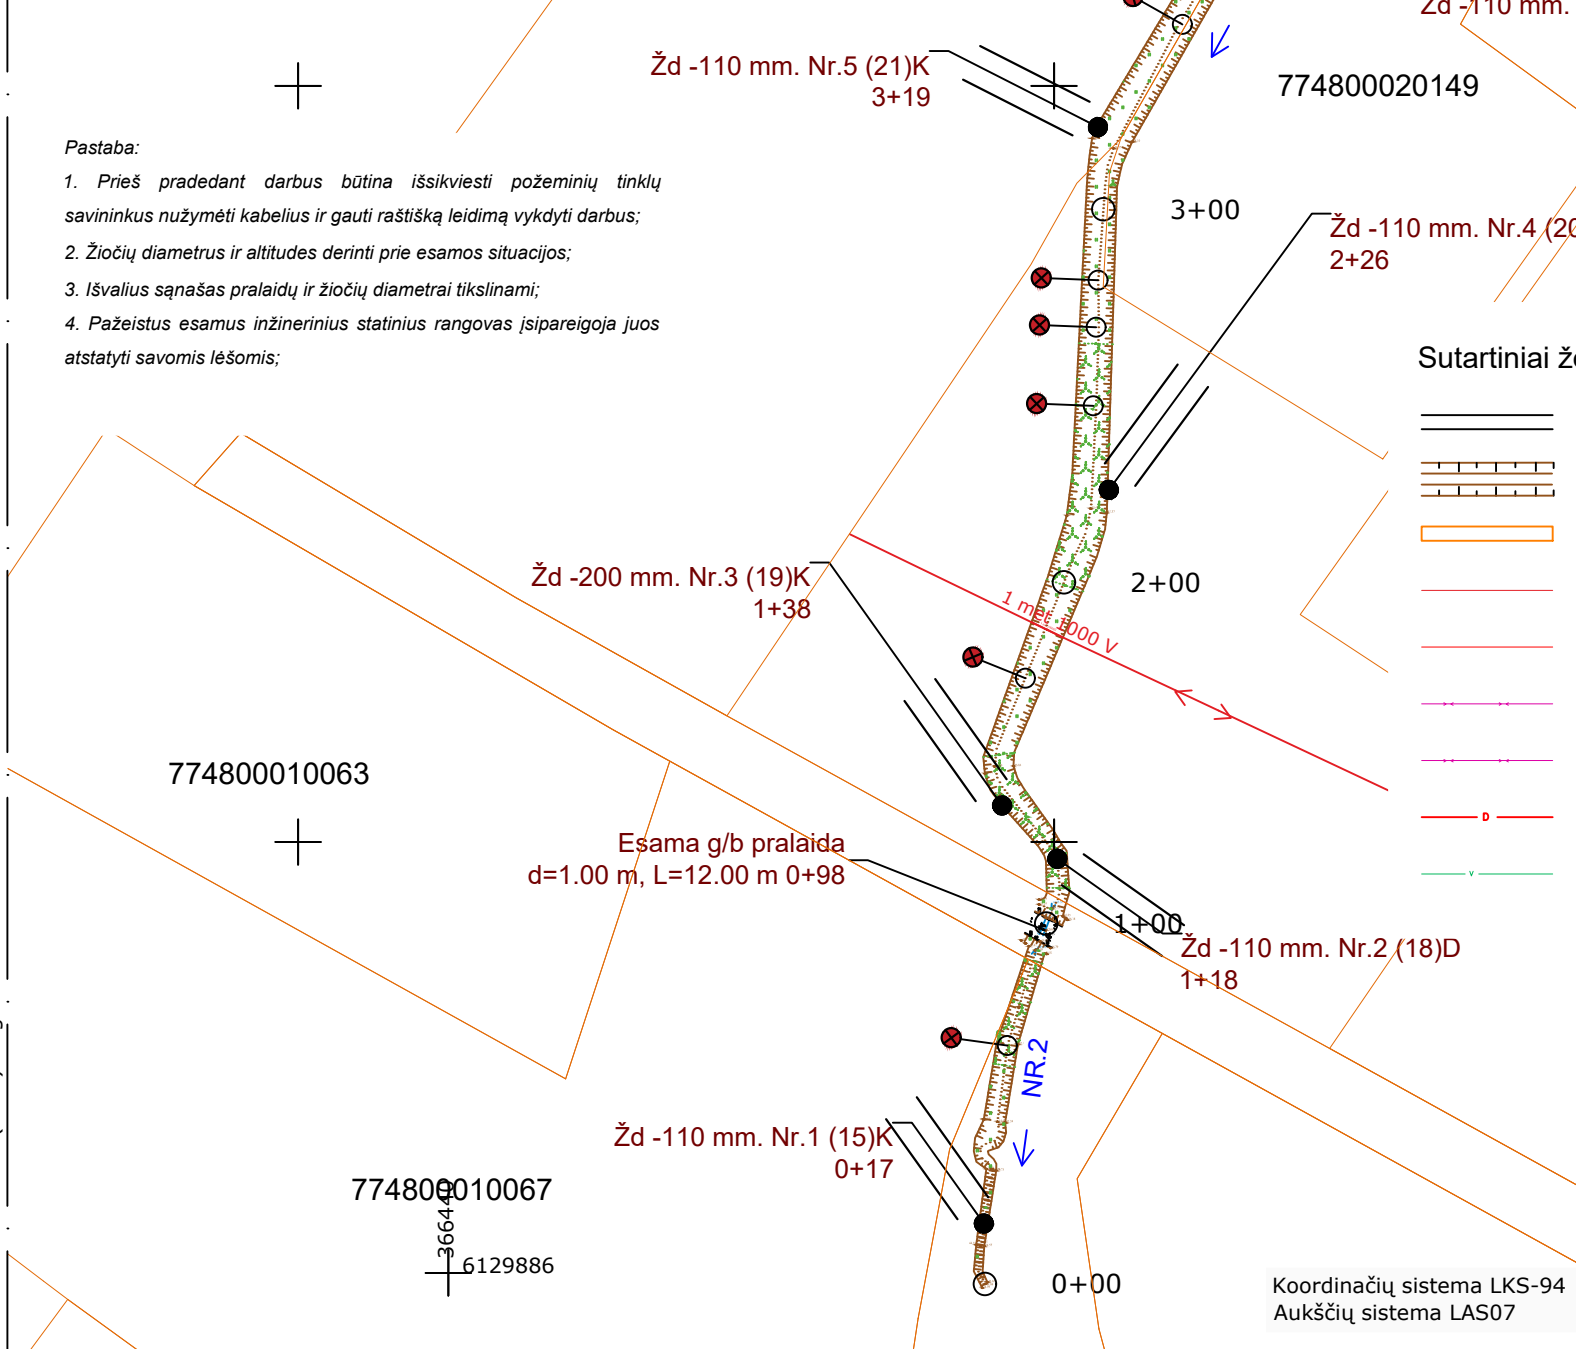 Žd -110 mm.
Žd -110 mm. Nr.5 (21)K
3+19
774800020149
Pastaba:
1. Prieš pradedant darbus būtina išsikviesti požeminių tinklų
savininkus nužymėti kabelius ir gauti raštišką leidimą vykdyti darbus;
2. Žiočių diametrus ir altitudes derinti prie esamos situacijos;
3. Išvalius sąnašas pralaidų ir žiočių diametrai tikslinami;
4. Pažeistus esamus inžinerinius statinius rangovas įsipareigoja juos
atstatyti savomis lėšomis;
3+00
Žd -110 mm. Nr.4 (20
2+26
Sutartiniai
Žd -200 mm. Nr.3 (19)K
1+38
2+00
1 met. 1000 V
774800010063
D
v
Esama g/b pralaida
d=1.00 m, L=12.00 m 0+98
1+00
Žd -110 mm. Nr.2 (18)D
1+18
NR.2
Žd -110 mm. Nr.1 (15)K
0+17
774800010067
366440
6129886
0+00
Koordinačių sistema LKS-94
Aukščių sistema LAS07